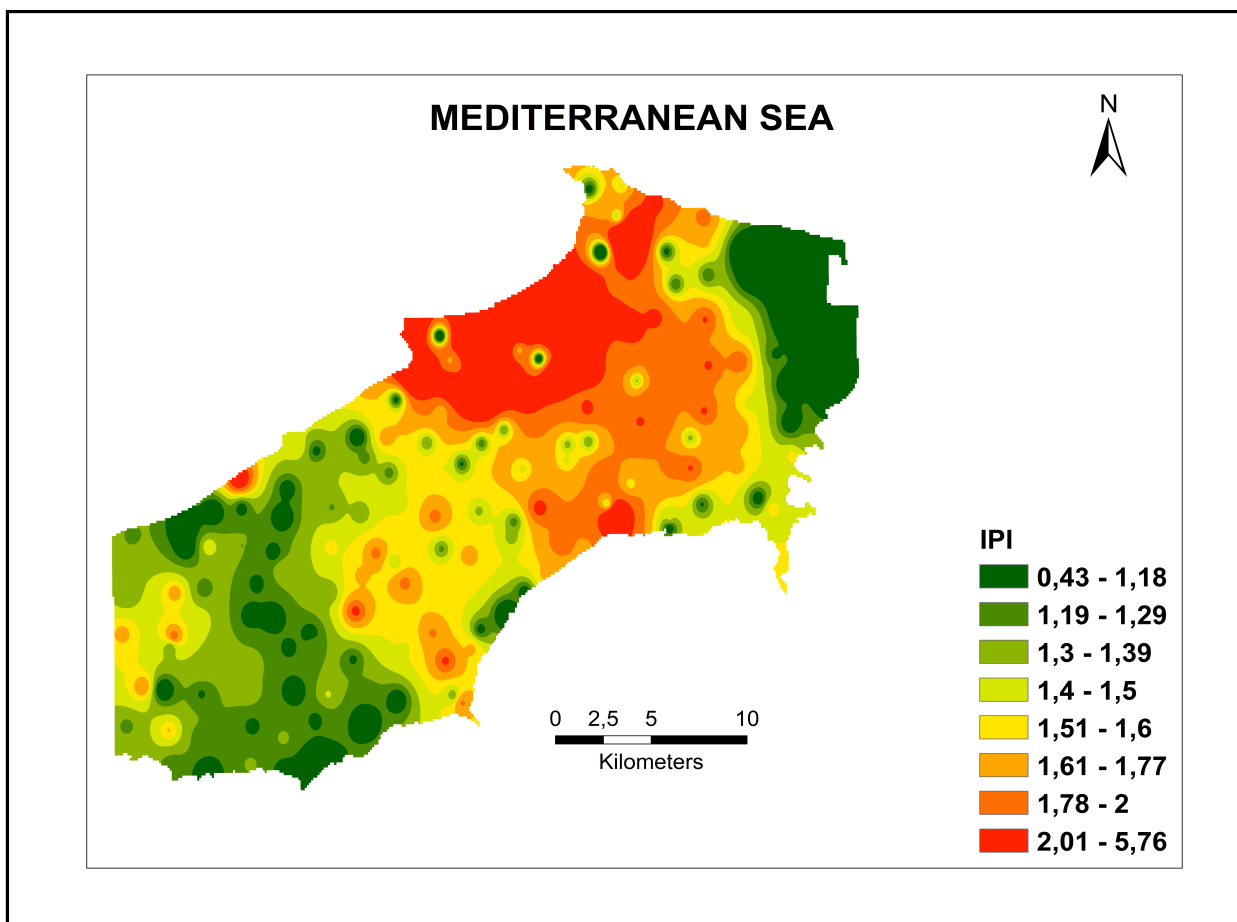 MEDITERRANEAN SEA
N
0 2,5 5 10
Kilometers
IPI
0,43 - 1,18
1,19 - 1,29
1,3 - 1,39
1,4 - 1,5
1,51 - 1,6
1,61 - 1,77
1,78 - 2
2,01 - 5,76